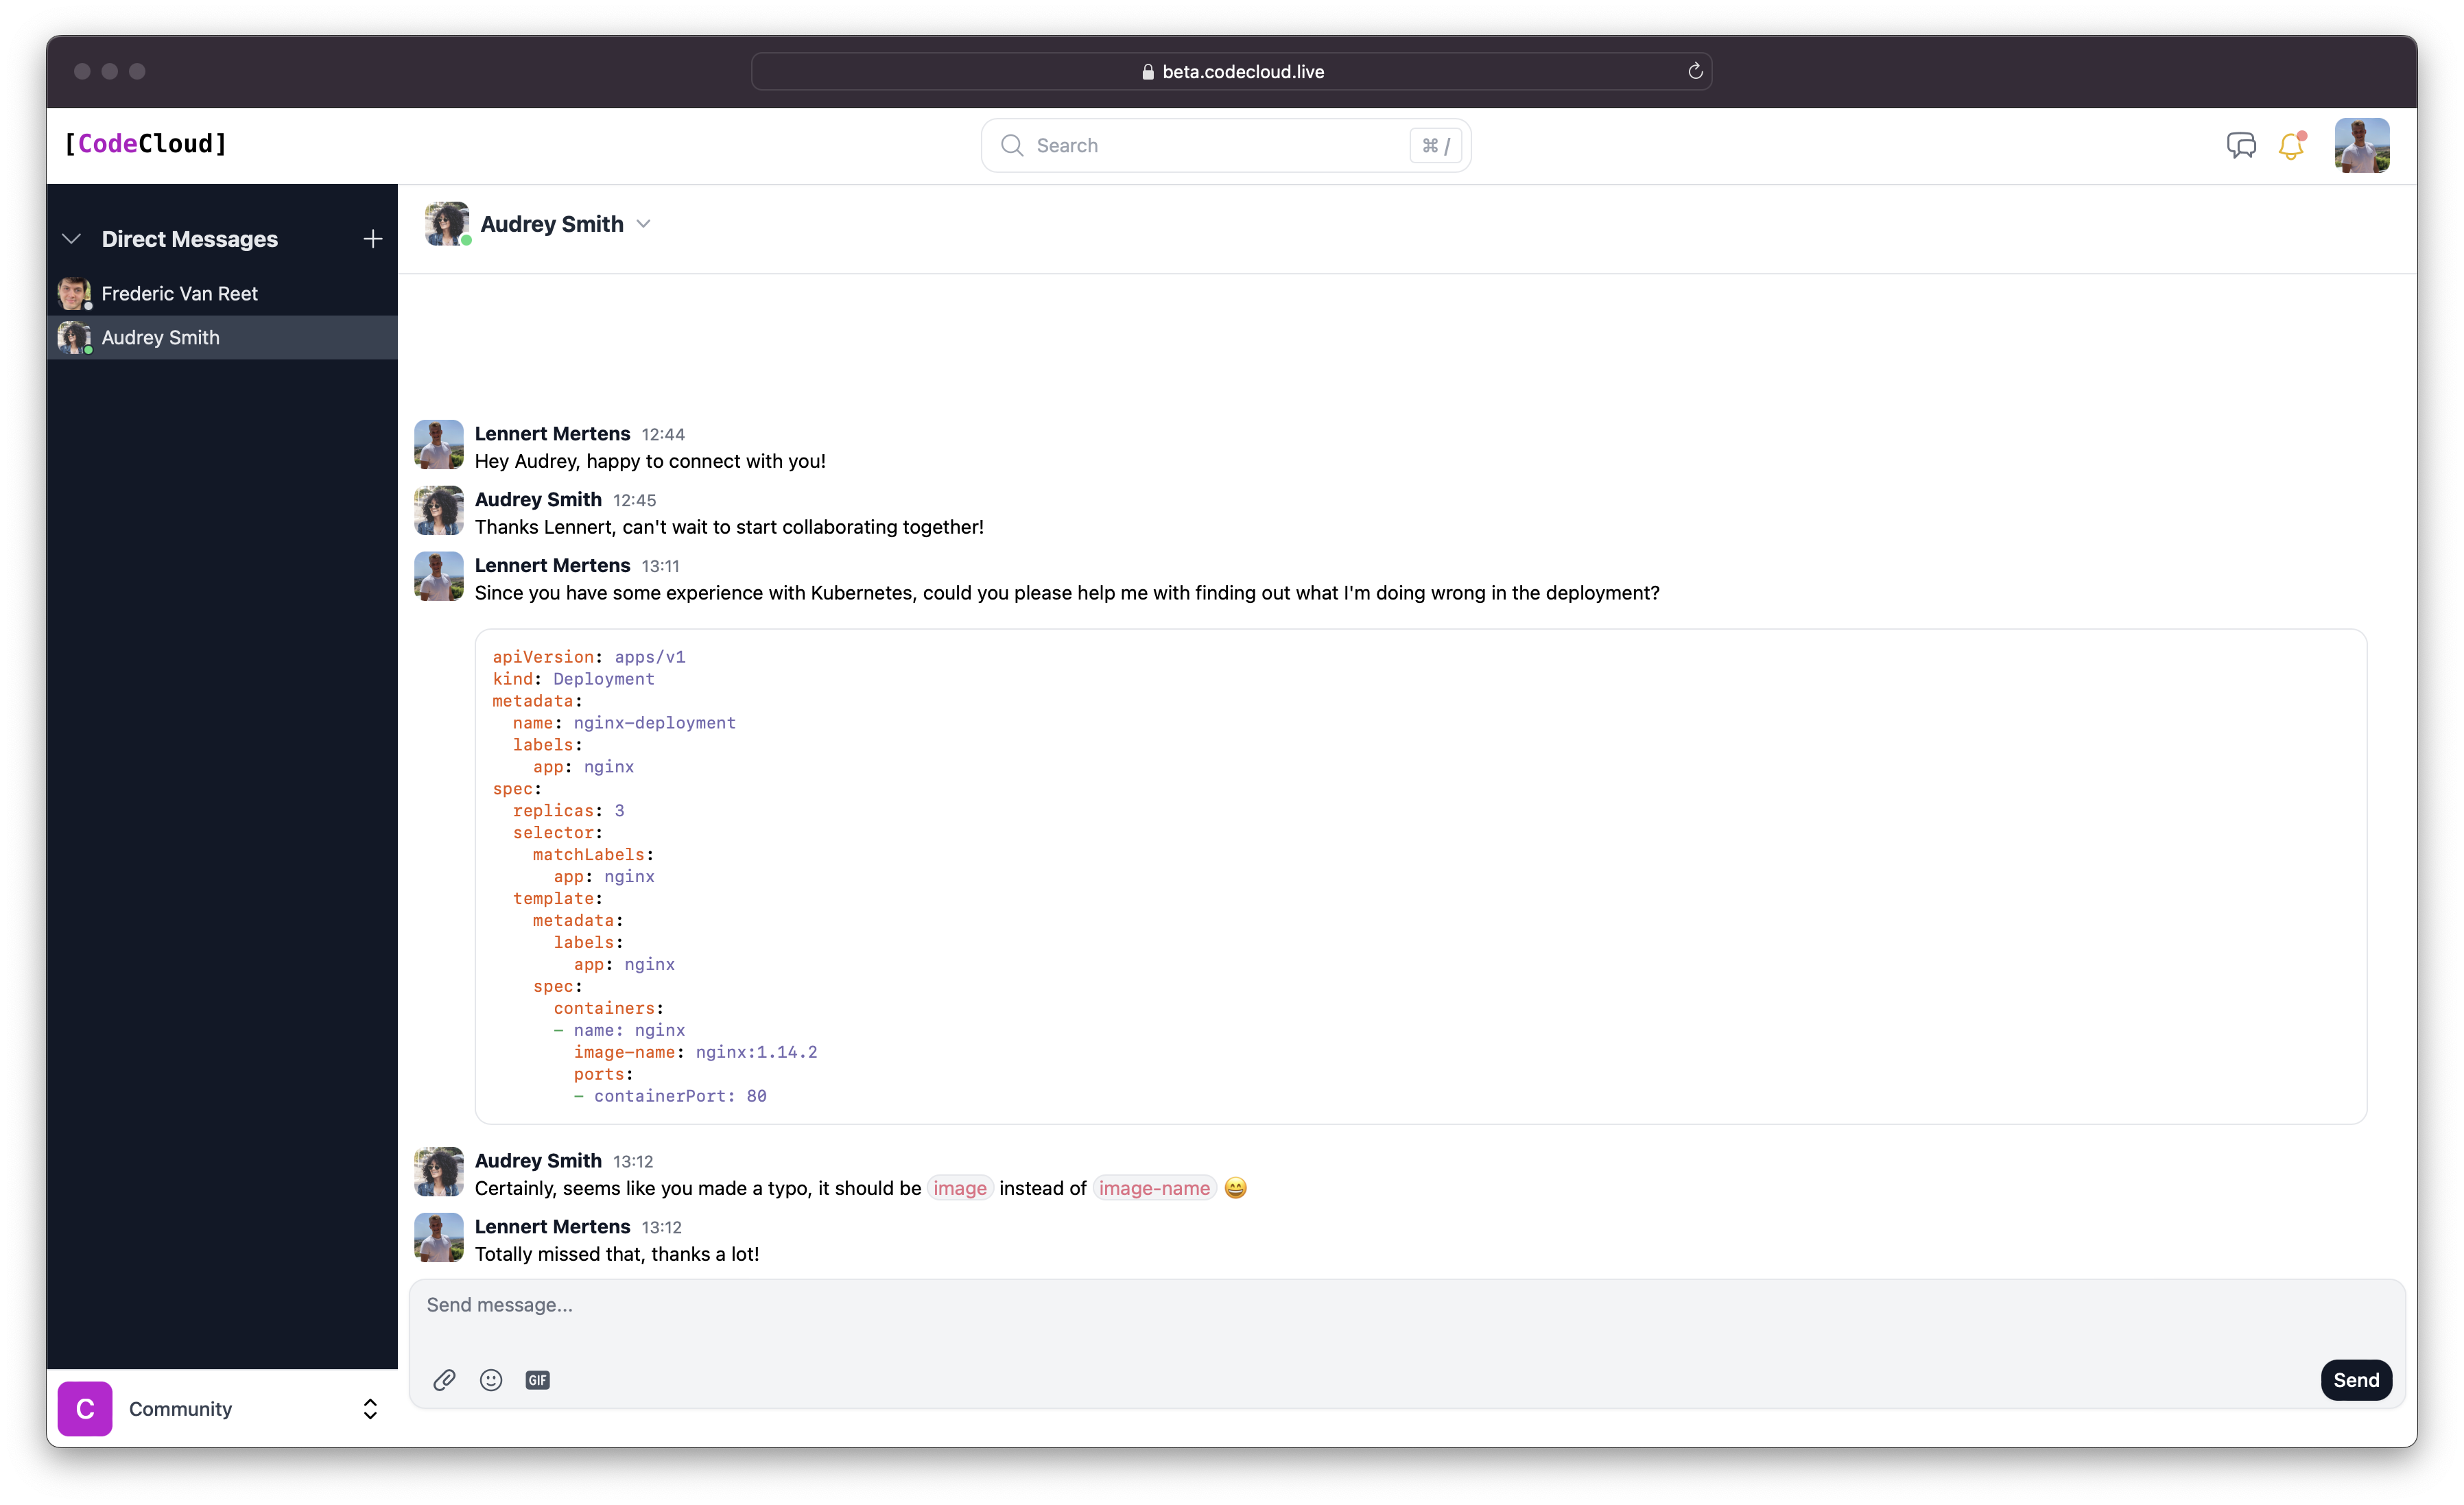 beta.codecloud.live
[CodeCloud]
Search
⌘ /
Direct Messages
Frederic Van Reet
Audrey Smith
Audrey Smith
Lennert Mertens 12:44
Hey Audrey, happy to connect with you!
Audrey Smith 12:45
Thanks Lennert, can't wait to start collaborating together!
Lennert Mertens 13:11
Since you have some experience with Kubernetes, could you please help me with finding out what I'm doing wrong in the deployment?
apiVersion: apps/v1
kind: Deployment
metadata:
  name: nginx-deployment
  labels:
    app: nginx
spec:
  replicas: 3
  selector:
    matchLabels:
      app: nginx
  template:
    metadata:
      labels:
        app: nginx
    spec:
      containers:
      - name: nginx
        image-name: nginx:1.14.2
        ports:
        - containerPort: 80
Audrey Smith 13:12
Certainly, seems like you made a typo, it should be image instead of image-name 😄
Lennert Mertens 13:12
Totally missed that, thanks a lot!
Send message...
GIF
Send
C Community